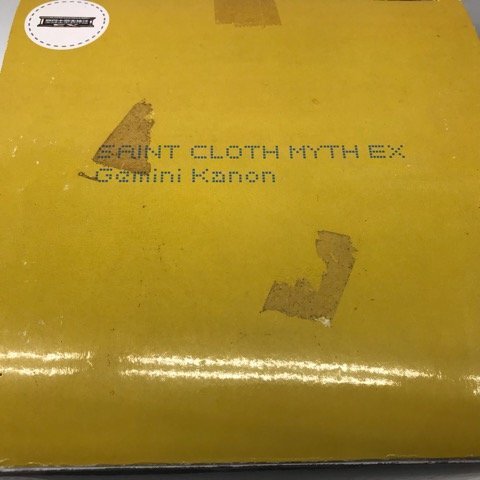 SAINT CLOTH MYTH EX
Gemini Kanon